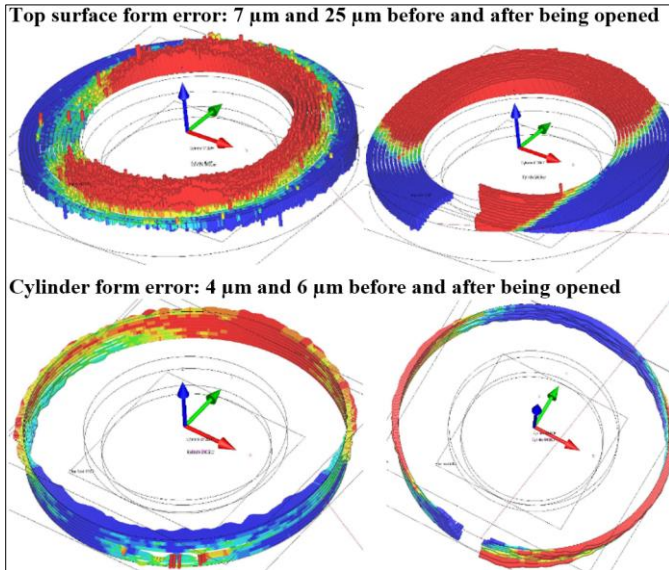 Top surface form error: 7 µm and 25 µm before and after being opened
Cylinder form error: 4 µm and 6 µm before and after being opened